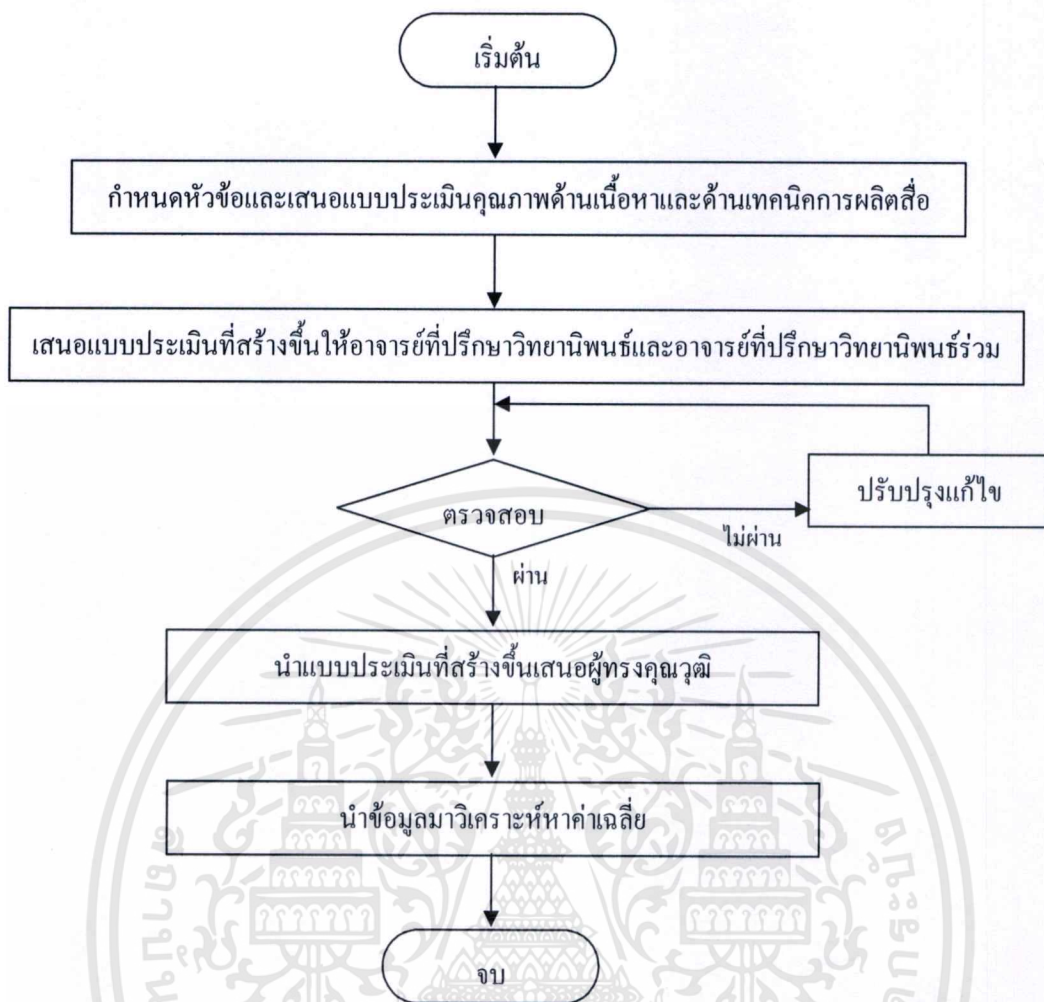 เริ่มต้น
กำหนดหัวข้อและเสนอแบบประเมินคุณภาพด้านเนื้อหาและด้านเทคนิคการผลิตสื่อ
เสนอแบบประเมินที่สร้างขึ้นให้อาจารย์ที่ปรึกษาวิทยานิพนธ์และอาจารย์ที่ปรึกษาวิทยานิพนธ์ร่วม
ปรับปรุงแก้ไข
ตรวจสอบ
ไม่ผ่าน
ผ่าน
นำแบบประเมินที่สร้างขึ้นเสนอผู้ทรงคุณวุฒิ
นำข้อมูลมาวิเคราะห์หาค่าเฉลี่ย
จบ